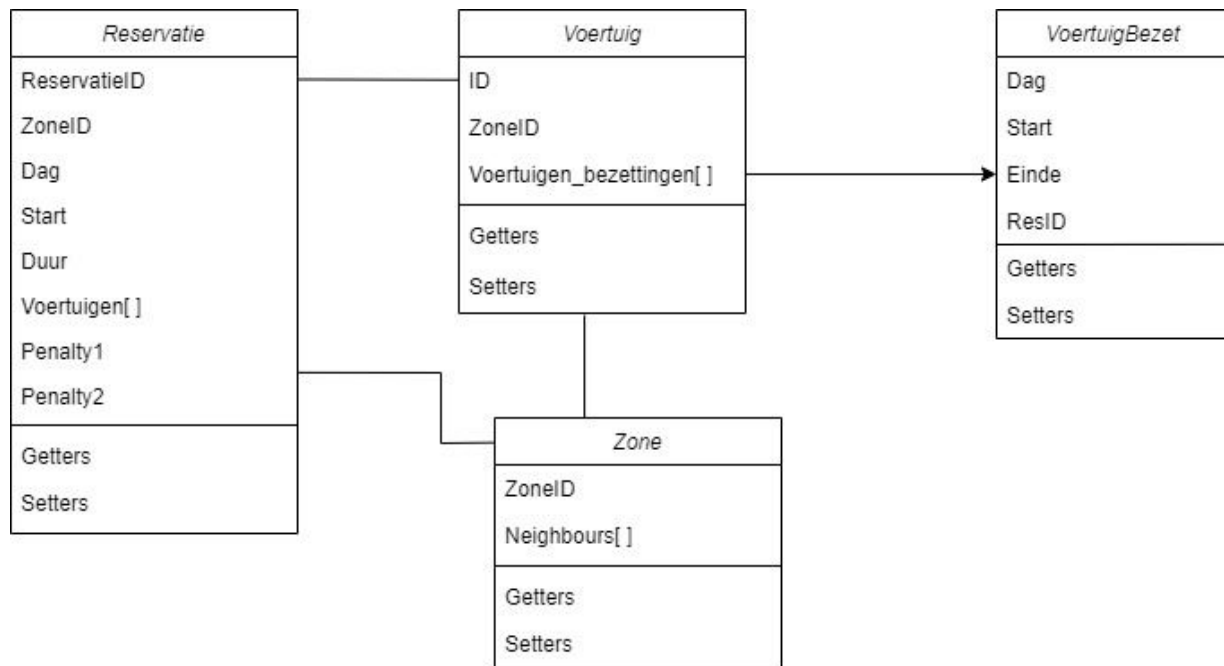 Reservatie
ReservatieID
ZoneID
Dag
Start
Duur
Voertuigen[ ]
Penalty1
Penalty2
Getters
Setters
Voertuig
ID
ZoneID
Voertuigen_bezettingen[ ]
Getters
Setters
VoertuigBezet
Dag
Start
Einde
ResID
Getters
Setters
Zone
ZoneID
Neighbours[ ]
Getters
Setters